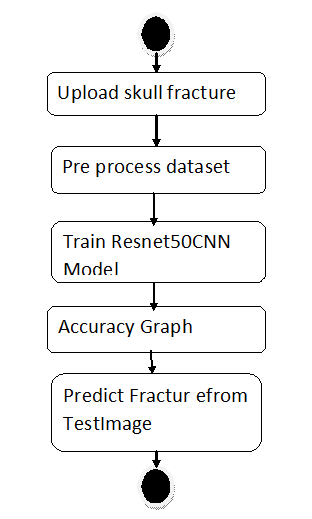 Upload skull fracture
Pre process dataset
Train Resnet50CNN
Model
Accuracy Graph
Predict Fractur efrom
TestImage